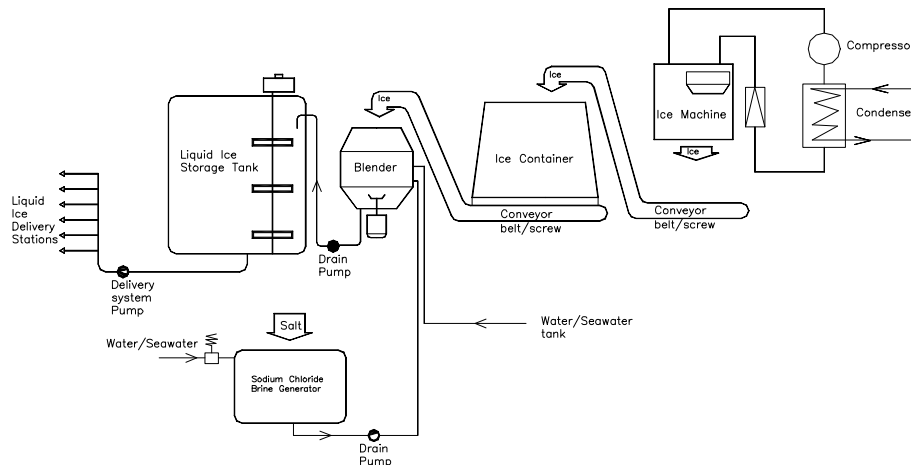 Compresso
Ice
Ice
Ice Machine
Condense
Ice
Liquid Ice
Storage Tank
Blender
Ice Container
Liquid
Ice
Delivery
Stations
Conveyor
belt/screw
Conveyor
belt/screw
Drain
Pump
Delivery
system
Pump
Salt
Water/Seawater
tank
Water/Seawater
Sodium Chloride
Brine Generator
Drain
Pump